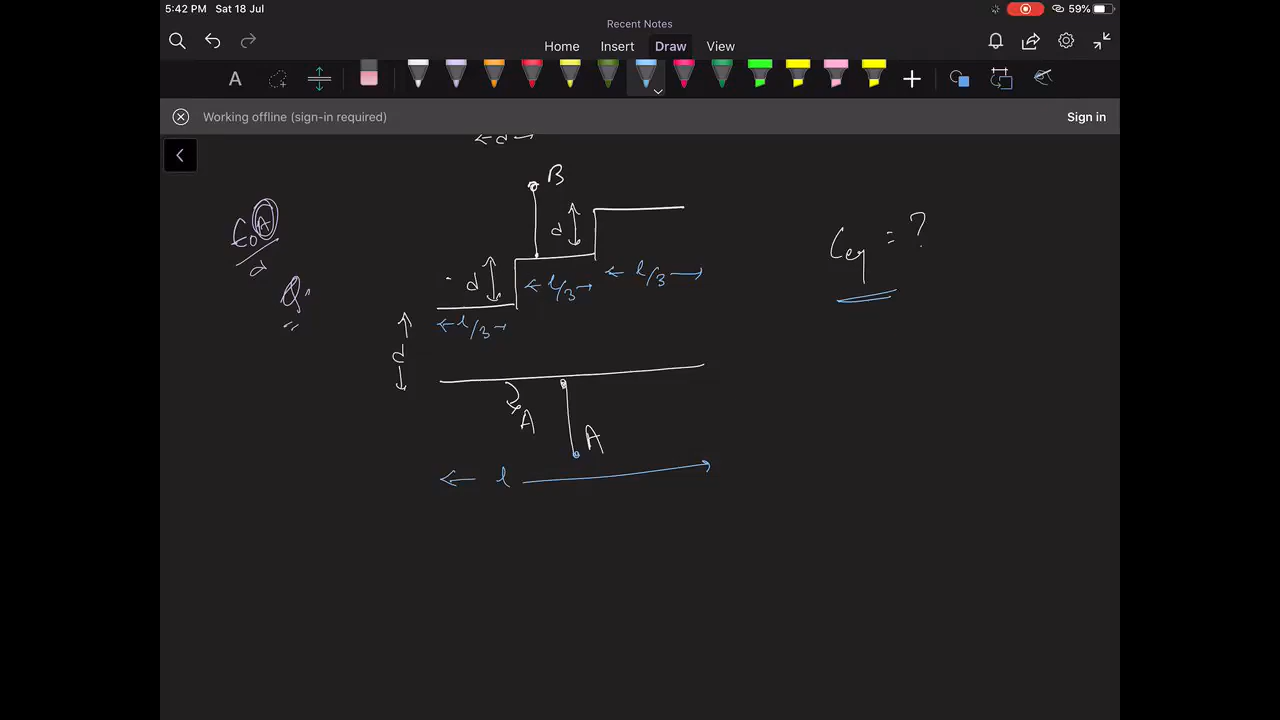 5:42 PM Sat 18 Jul
59%
Recent Notes
Home Insert Draw View
A
Working offline (sign-in required)
Sign in
d
B
d
d
l/3
l/3
l/3
d
A
A
l
ε₀A/d
Q
Ceq = ?